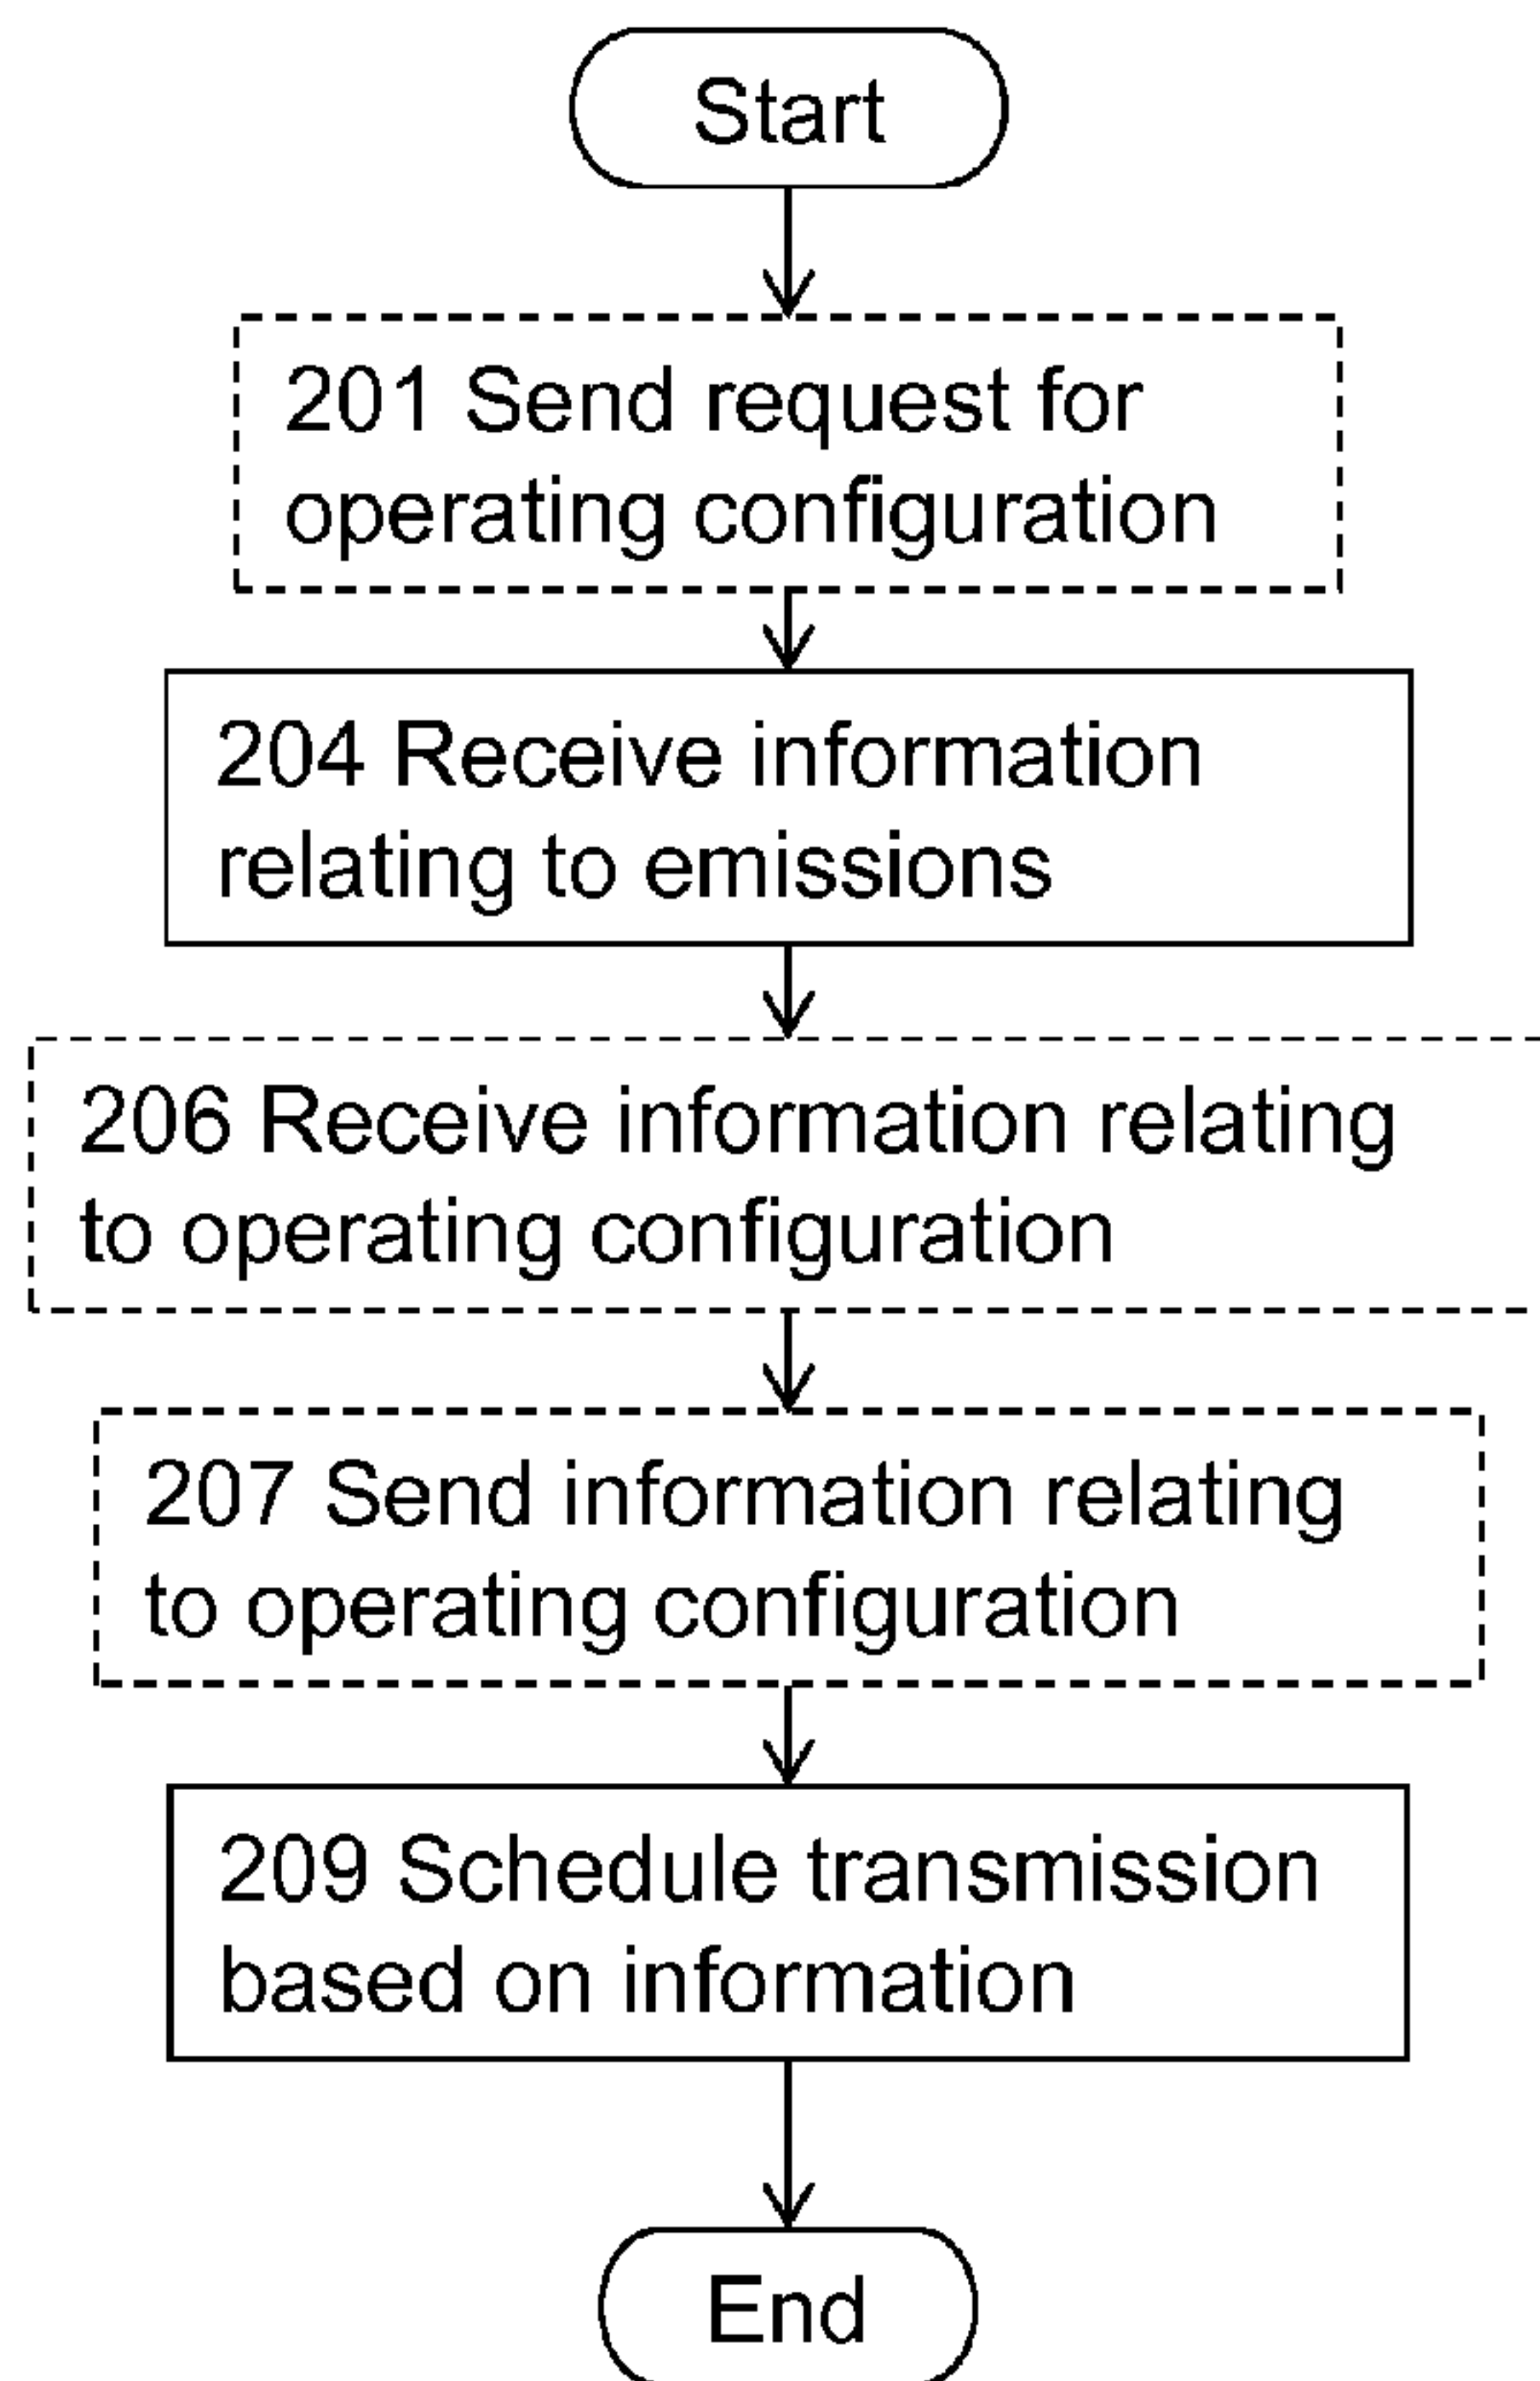 Start
201 Send request for
operating configuration
204 Receive information
relating to emissions
206 Receive information relating
to operating configuration
207 Send information relating
to operating configuration
209 Schedule transmission
based on information
End